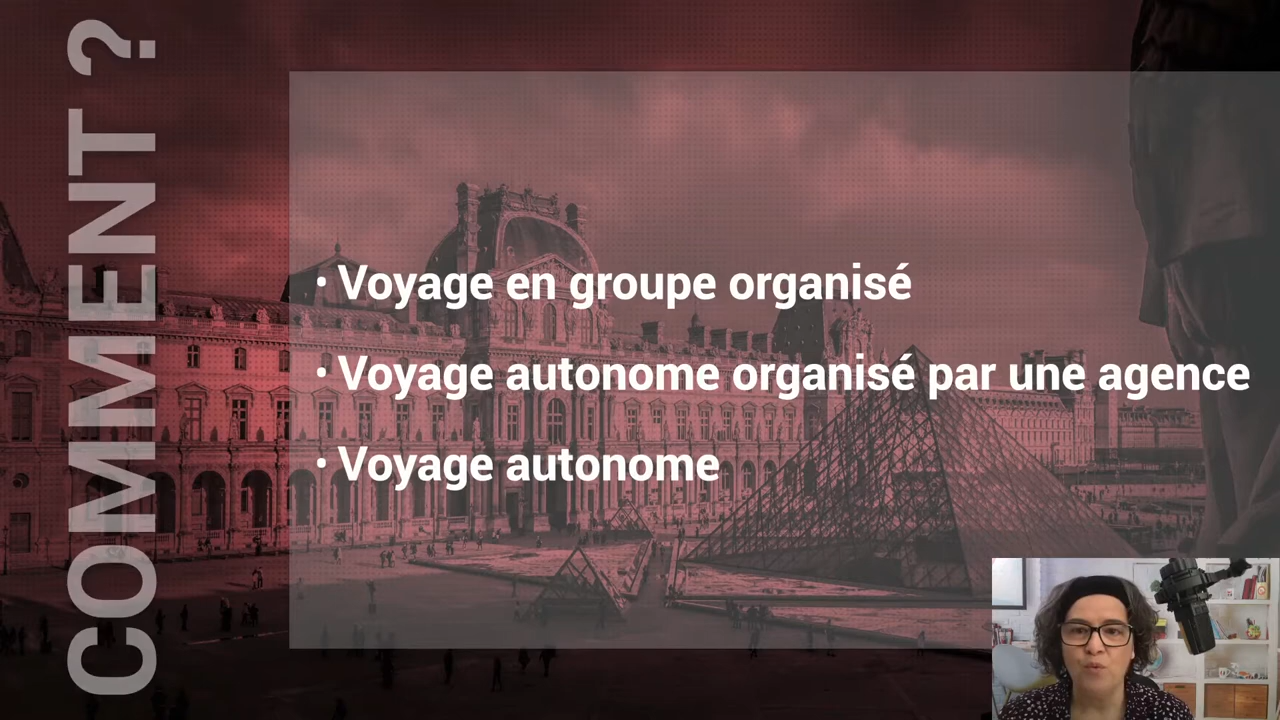 COMMENT ?
• Voyage en groupe organisé
• Voyage autonome organisé par une agence
• Voyage autonome